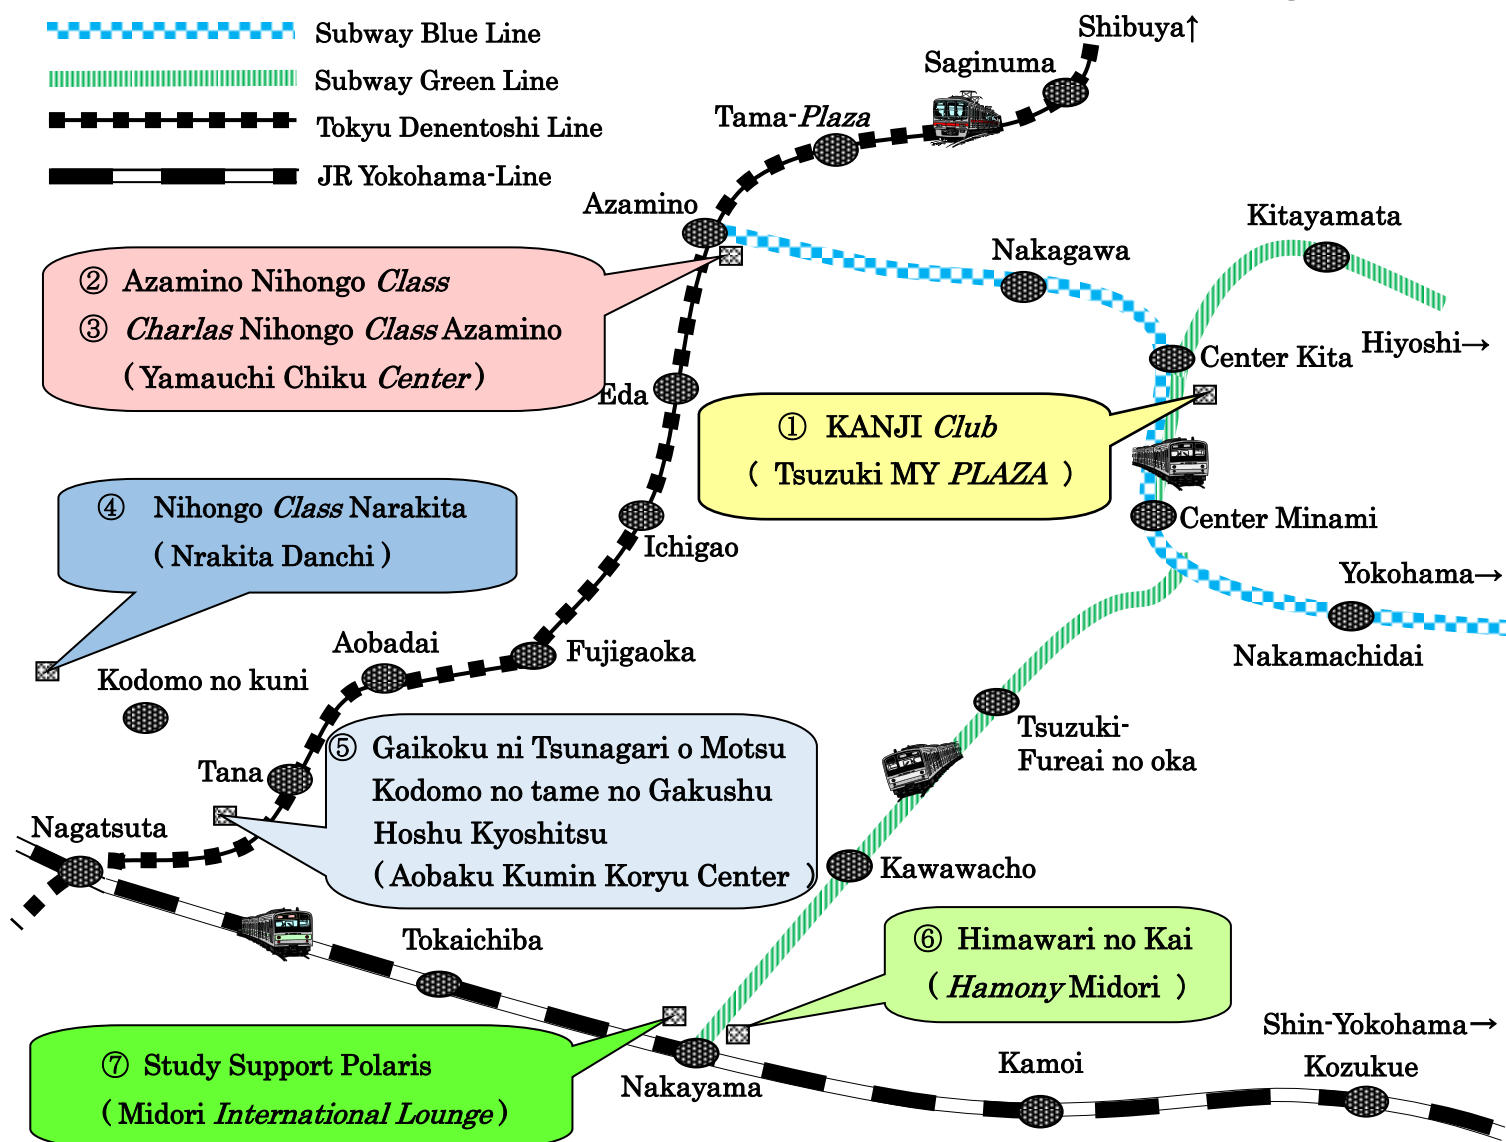 Subway Blue Line
Subway Green Line
Tokyu Denentoshi Line
JR Yokohama-Line
Shibuya↑
Saginuma
Tama-Plaza
Azamino
Nakagawa
Kitayamata
Hiyoshi→
Center Kita
② Azamino Nihongo Class
③ Charlas Nihongo Class Azamino
( Yamauchi Chiku Center )
Eda
① KANJI Club
( Tsuzuki MY PLAZA )
④ Nihongo Class Narakita
( Nrakita Danchi )
Ichigao
Center Minami
Yokohama→
Nakamachidai
Aobadai
Fujigaoka
Kodomo no kuni
Tsuzuki-
Fureai no oka
Tana
⑤ Gaikoku ni Tsunagari o Motsu
Kodomo no tame no Gakushu
Hoshu Kyoshitsu
( Aobaku Kumin Koryu Center )
Nagatsuta
Kawawacho
Tokaichiba
⑥ Himawari no Kai
( Hamony Midori )
⑦ Study Support Polaris
( Midori International Lounge )
Nakayama
Kamoi
Shin-Yokohama→
Kozukue